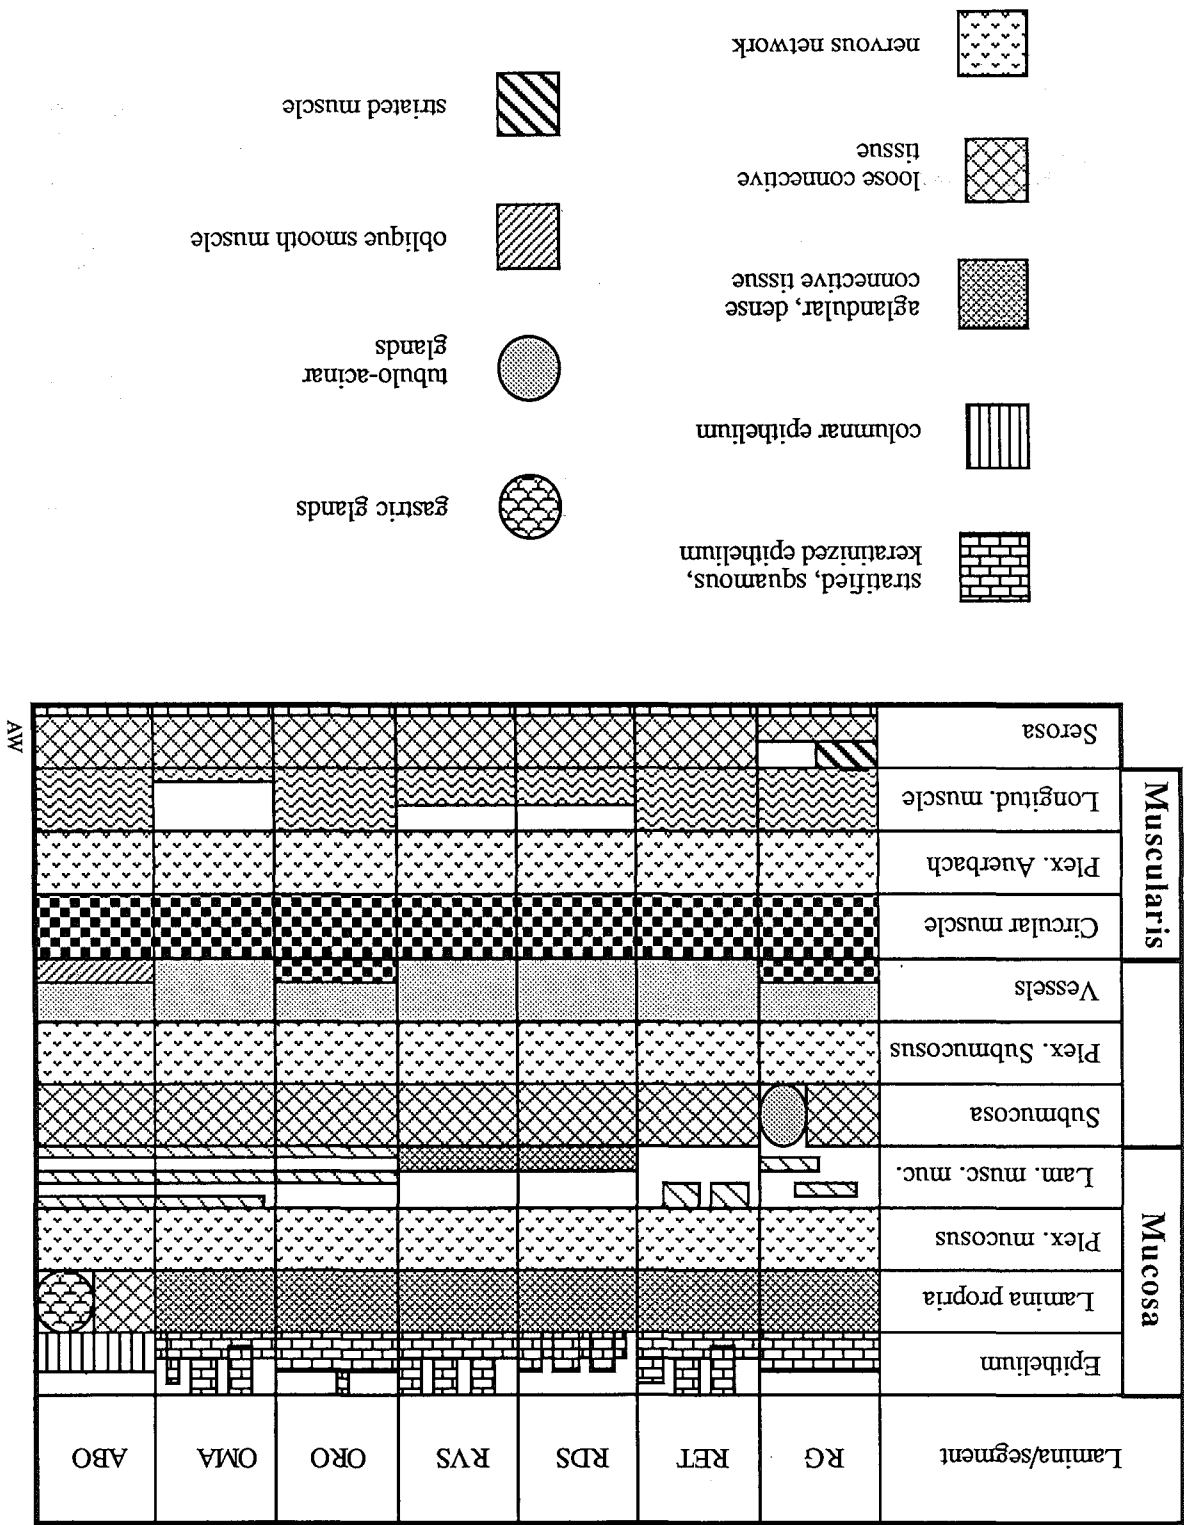 Lamina/segment RG RET RDS RVS ORO OMA ABO
Mucosa
Epithelium
Lamina propria
Plex. mucosus
Lam. musc. muc.
Submucosa
Plex. Submucosus
Vessels
Muscularis
Circular muscle
Plex. Auerbach
Longitud. muscle
Serosa
AW
stratified, squamous,
keratinized epithelium
columnar epithelium
aglandular, dense
connective tissue
loose connective
tissue
nervous network
gastric glands
tubulo-acinar
glands
oblique smooth muscle
striated muscle